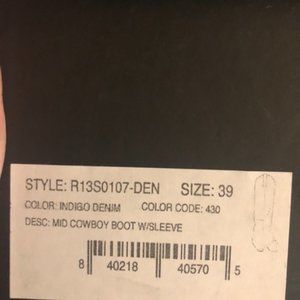 STYLE: R13S0107-DEN SIZE: 39
COLOR: INDIGO DENIM COLOR CODE: 430
DESC: MID COWBOY BOOT W/SLEEVE
8 40218 40570 5